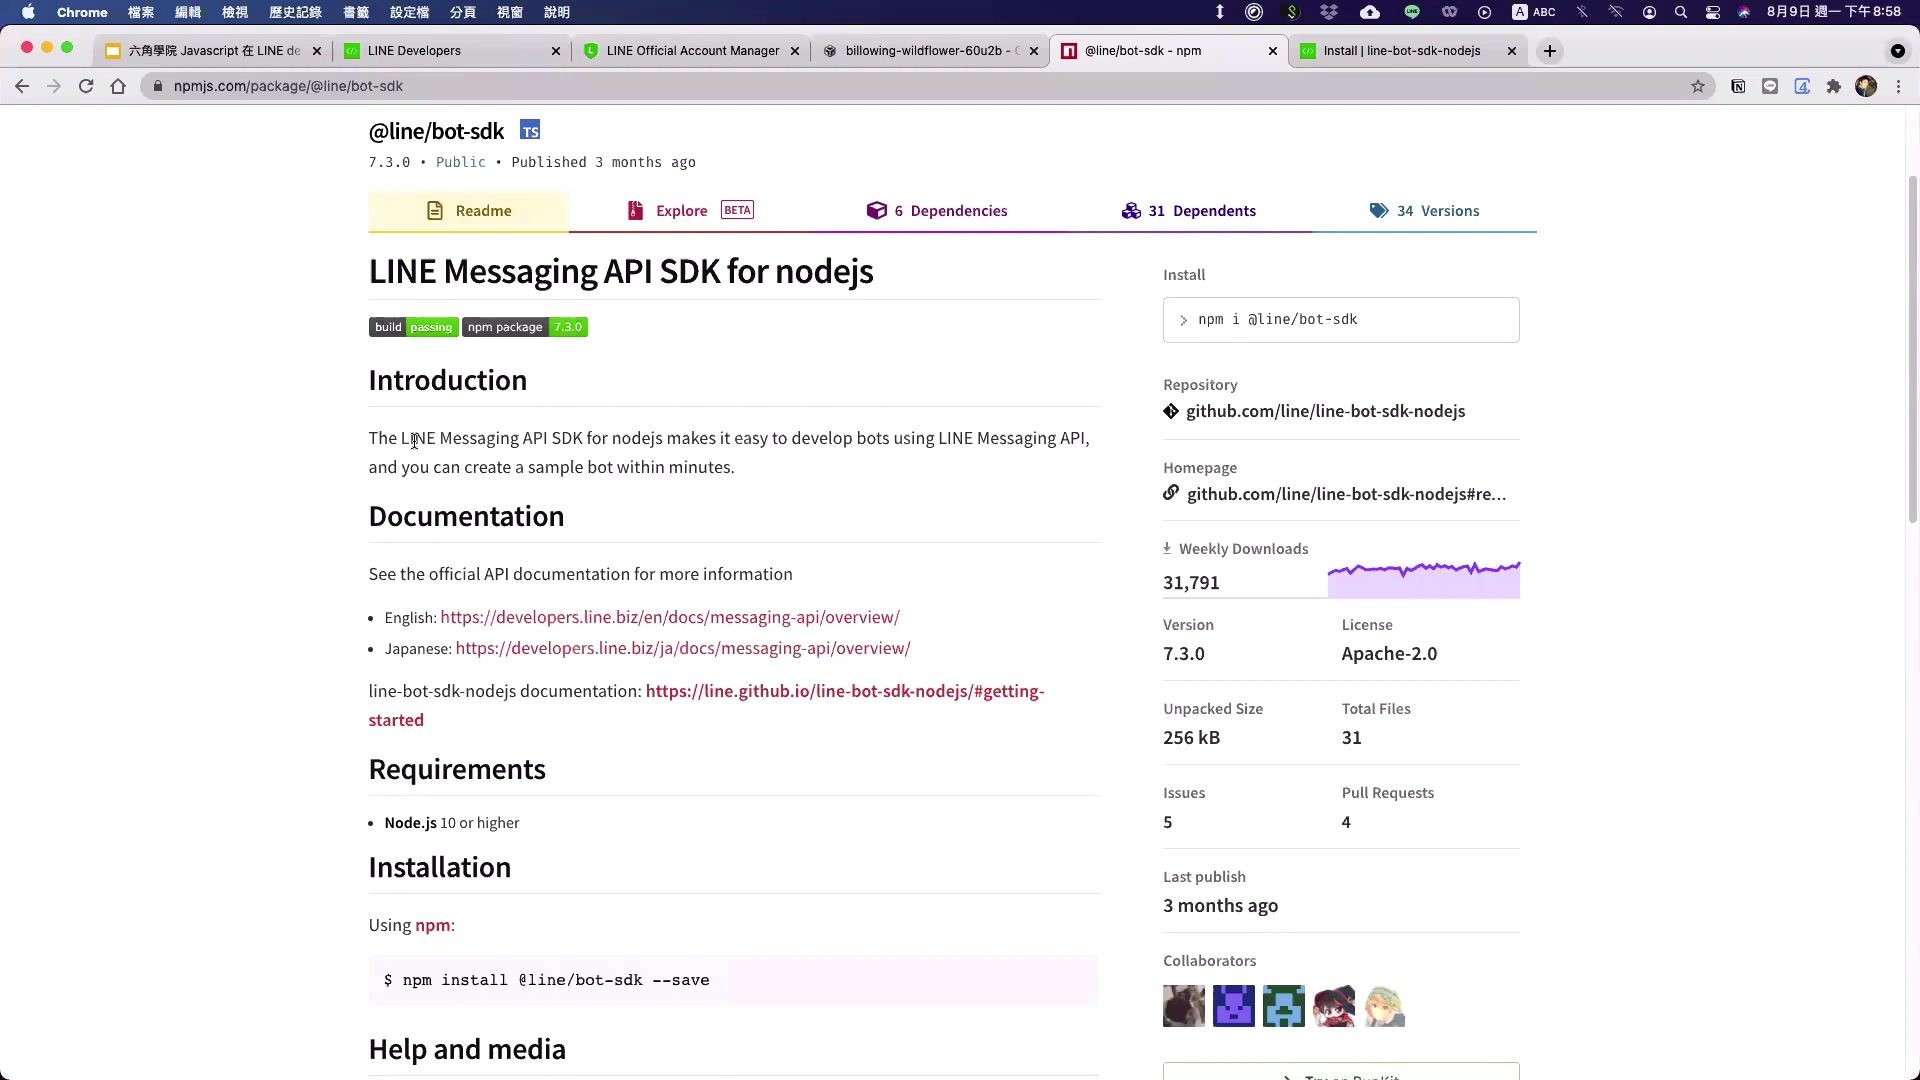 Chrome 檔案 編輯 檢視 歷史記錄 書籤 設定檔 分頁 視窗 說明 A ABC 8月9日 週一 下午8:58
六角學院 Javascript 在 LINE de
LINE Developers
LINE Official Account Manager
billowing-wildflower-60u2b -
@line/bot-sdk - npm
Install | line-bot-sdk-nodejs
npmjs.com/package/@line/bot-sdk
@line/bot-sdk TS
7.3.0 • Public • Published 3 months ago
Readme
Explore BETA
6 Dependencies
31 Dependents
34 Versions
LINE Messaging API SDK for nodejs
build passing npm package 7.3.0
Introduction
The LINE Messaging API SDK for nodejs makes it easy to develop bots using LINE Messaging API,
and you can create a sample bot within minutes.
Documentation
See the official API documentation for more information
• English: https://developers.line.biz/en/docs/messaging-api/overview/
• Japanese: https://developers.line.biz/ja/docs/messaging-api/overview/
line-bot-sdk-nodejs documentation: https://line.github.io/line-bot-sdk-nodejs/#getting-
started
Requirements
• Node.js 10 or higher
Installation
Using npm:
$ npm install @line/bot-sdk --save
Help and media
Install
> npm i @line/bot-sdk
Repository
github.com/line/line-bot-sdk-nodejs
Homepage
github.com/line/line-bot-sdk-nodejs#re...
Weekly Downloads
31,791
Version License
7.3.0 Apache-2.0
Unpacked Size Total Files
256 kB 31
Issues Pull Requests
5 4
Last publish
3 months ago
Collaborators